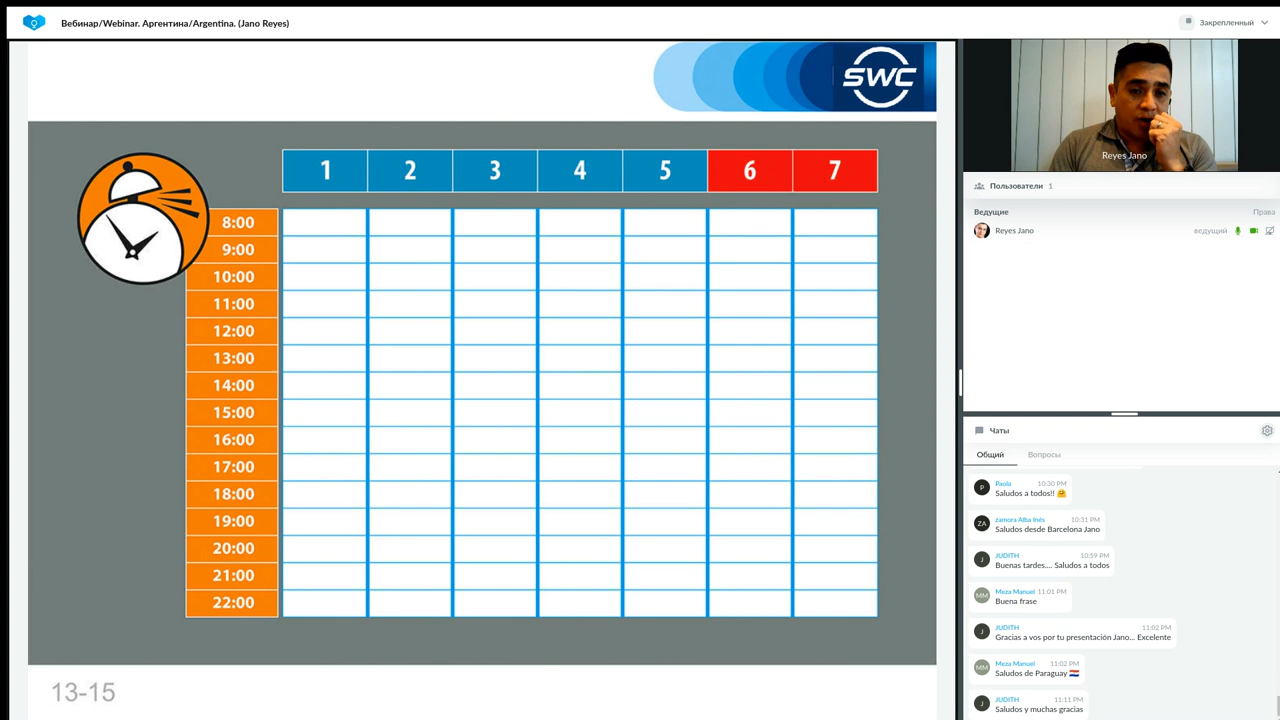 Вебинар/Webinar. Аргентина/Argentina. (Jano Reyes)
Закрепленный
SWC
1 2 3 4 5 6 7
8:00
9:00
10:00
11:00
12:00
13:00
14:00
15:00
16:00
17:00
18:00
19:00
20:00
21:00
22:00
13-15
Reyes Jano
Пользователи 1
Ведущие Права
Reyes Jano ведущий
Чаты
Общий Вопросы
P Paola 10:30 PM
Saludos a todos!! 🤗
ZA zamora Alba Inés 10:31 PM
Saludos desde Barcelona Jano
J JUDITH 10:59 PM
Buenas tardes.... Saludos a todos
MM Meza Manuel 11:01 PM
Buena frase
J JUDITH 11:02 PM
Gracias a vos por tu presentación Jano... Excelente
MM Meza Manuel 11:02 PM
Saludos de Paraguay 🇵🇾
J JUDITH 11:11 PM
Saludos y muchas gracias